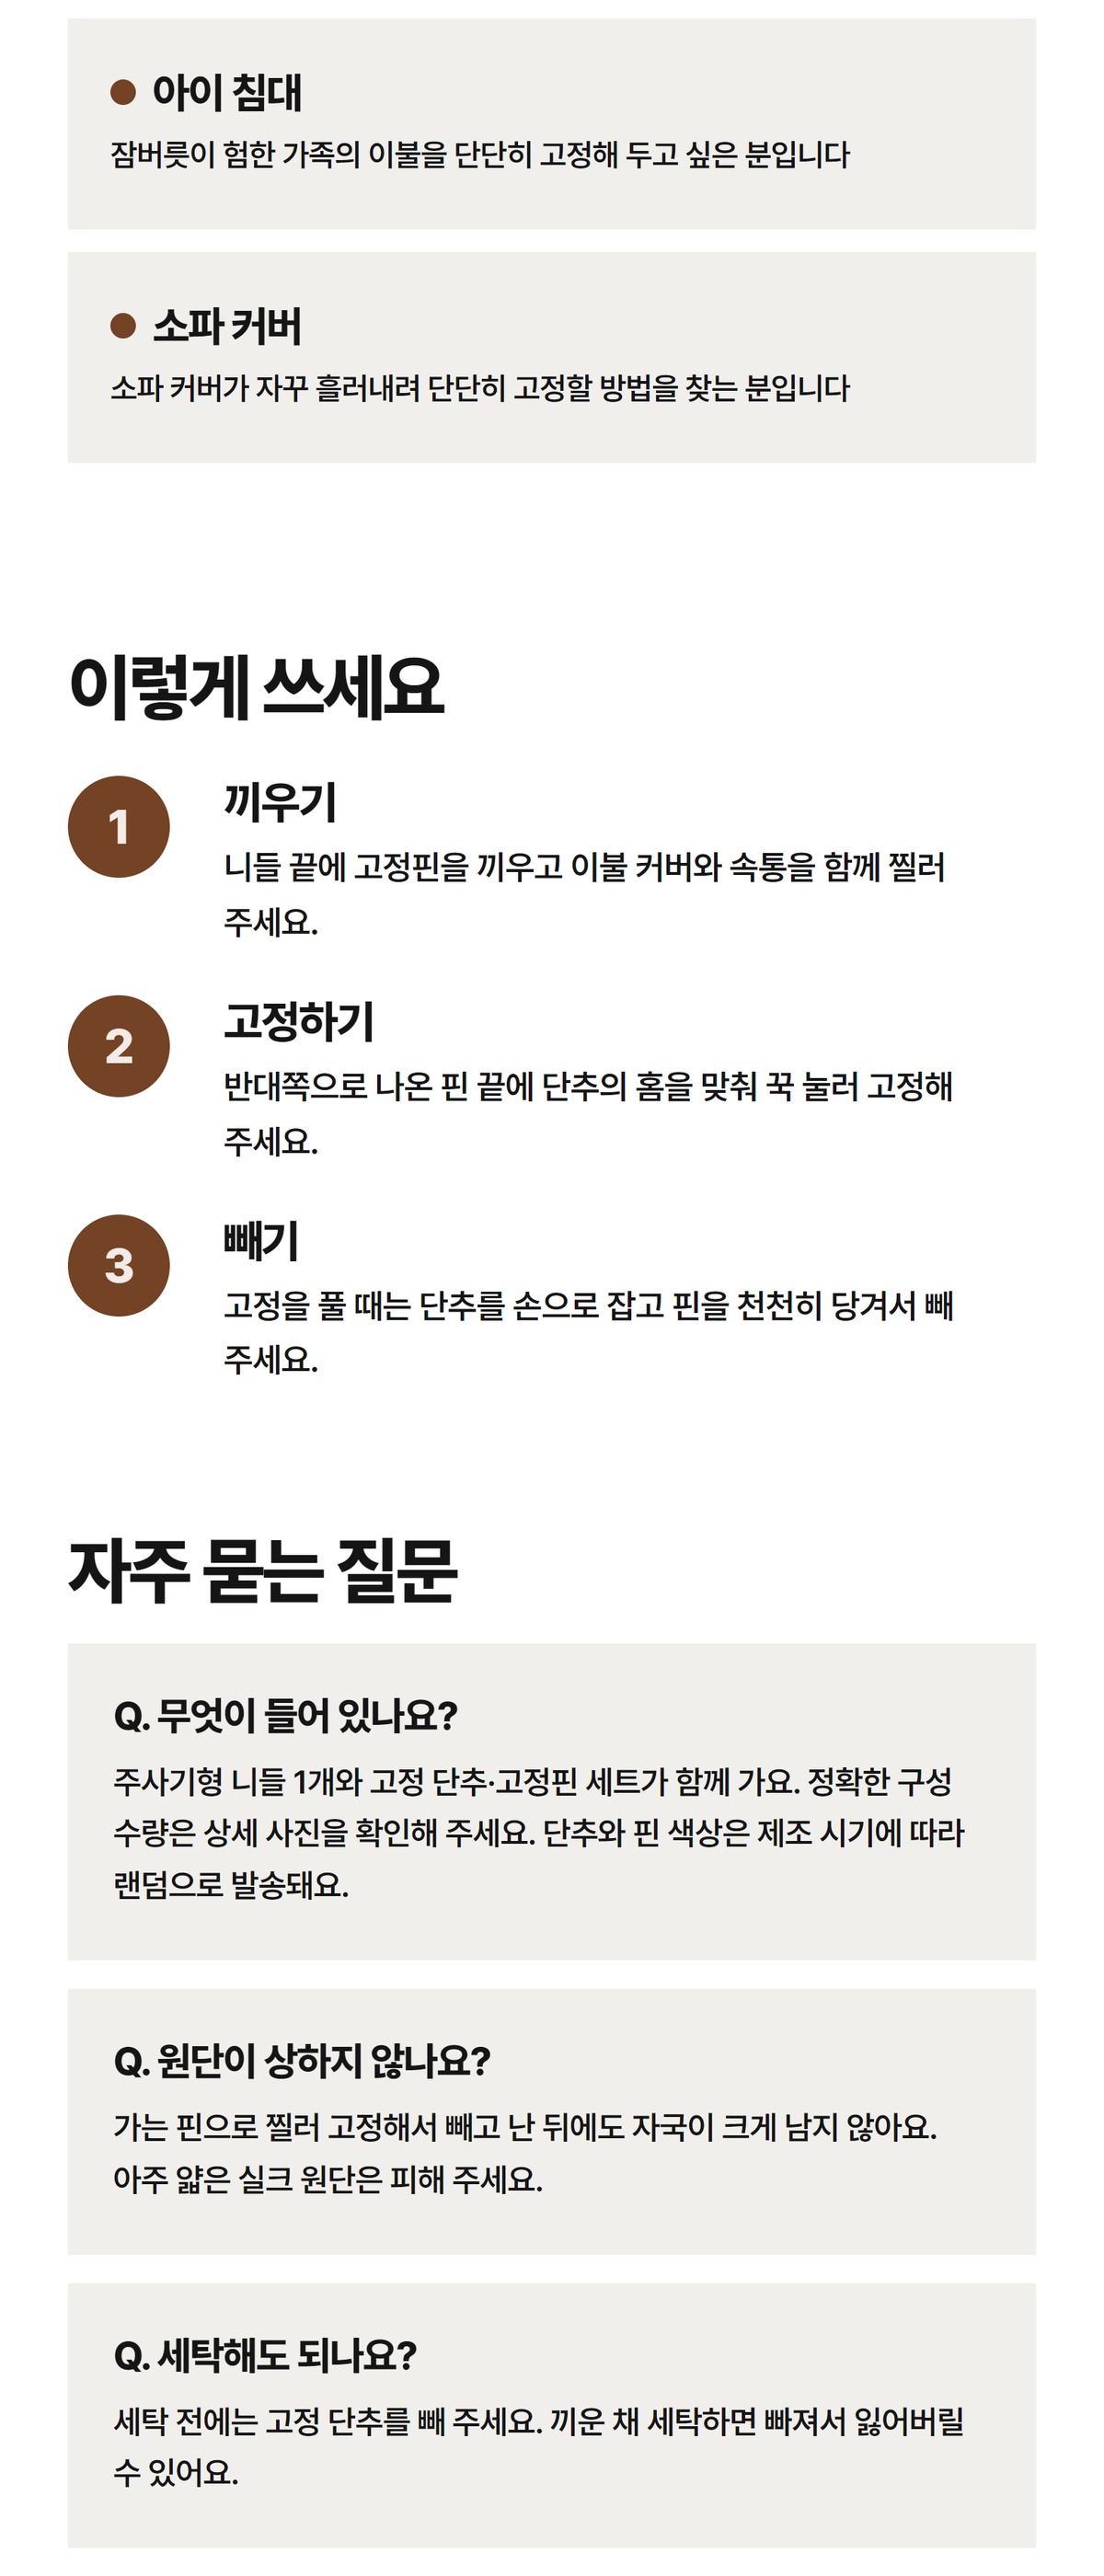 아이 침대
잠버릇이 험한 가족의 이불을 단단히 고정해 두고 싶은 분입니다
소파 커버
소파 커버가 자꾸 흘러내려 단단히 고정할 방법을 찾는 분입니다
이렇게 쓰세요
1
끼우기
니들 끝에 고정핀을 끼우고 이불 커버와 속통을 함께 찔러
주세요.
2
고정하기
반대쪽으로 나온 핀 끝에 단추의 홈을 맞춰 꾹 눌러 고정해
주세요.
3
빼기
고정을 풀 때는 단추를 손으로 잡고 핀을 천천히 당겨서 빼
주세요.
자주 묻는 질문
Q. 무엇이 들어 있나요?
주사기형 니들 1개와 고정 단추·고정핀 세트가 함께 가요. 정확한 구성
수량은 상세 사진을 확인해 주세요. 단추와 핀 색상은 제조 시기에 따라
랜덤으로 발송돼요.
Q. 원단이 상하지 않나요?
가는 핀으로 찔러 고정해서 빼고 난 뒤에도 자국이 크게 남지 않아요.
아주 얇은 실크 원단은 피해 주세요.
Q. 세탁해도 되나요?
세탁 전에는 고정 단추를 빼 주세요. 끼운 채 세탁하면 빠져서 잃어버릴
수 있어요.